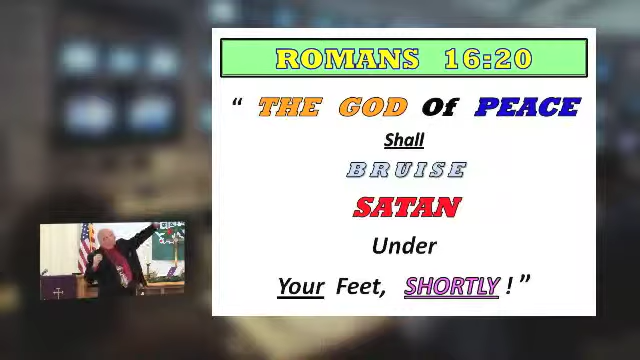 ROMANS 16:20
“ THE GOD Of PEACE
Shall
BRUISE
SATAN
Under
Your Feet, SHORTLY ! ”